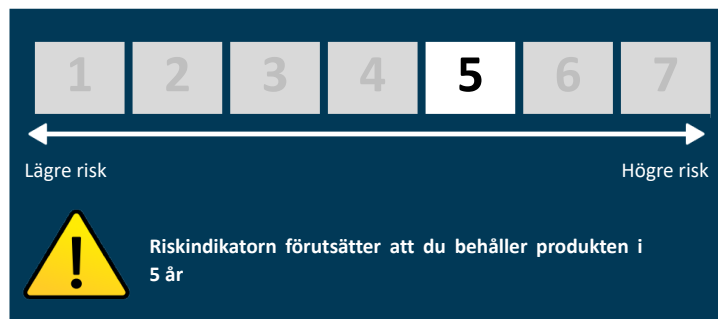 1 2 3 4 5 6 7
Lägre risk Högre risk
!
Riskindikatorn förutsätter att du behåller produkten i
5 år